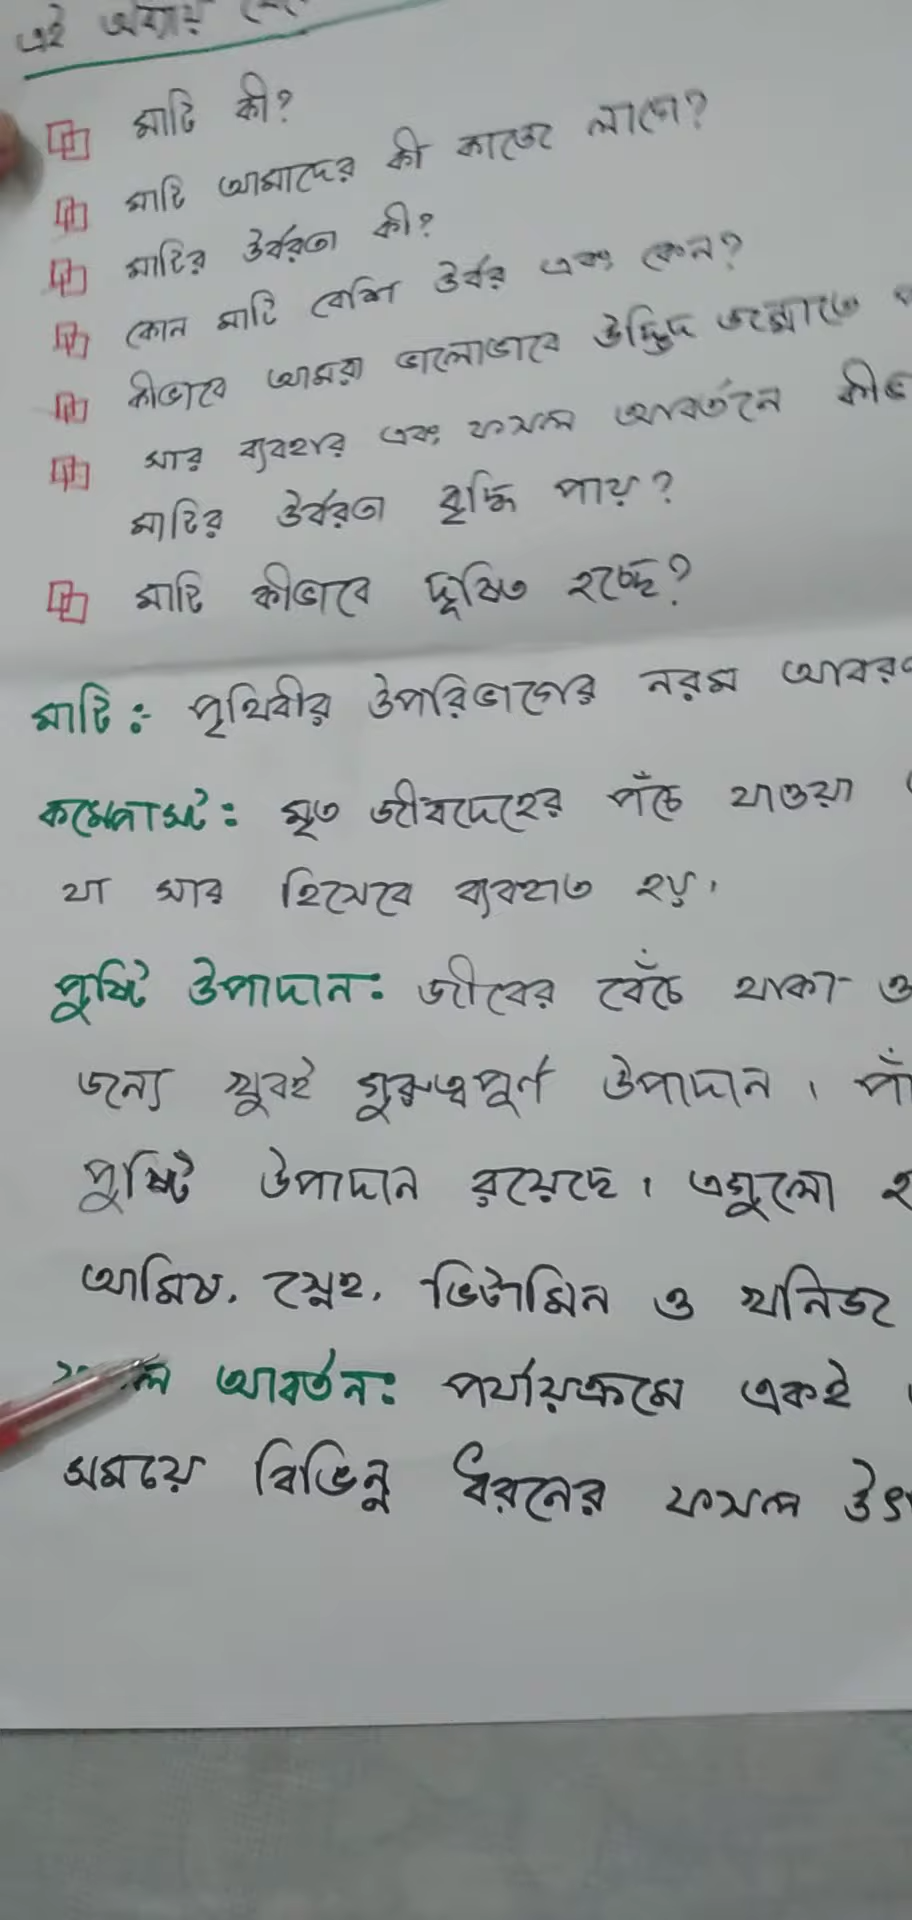 এই অধ্যায়
মাটি কী?
মাটি আমাদের কী কাজে লাগে?
মাটির উর্বরতা কী?
কোন মাটি বেশি উর্বর এবং কেন?
কীভাবে আমরা ভালোভাবে উদ্ভিদ জন্মাতে
সার ব্যবহার এবং ফসল আবর্তনে কীভ
মাটির উর্বরতা বৃদ্ধি পায়?
মাটি কীভাবে দূষিত হচ্ছে?
মাটি: পৃথিবীর উপরিভাগের নরম আবর
কম্পোস্ট: মৃত জীবদেহের পঁচে যাওয়া
যা সার হিসেবে ব্যবহৃত হয়।
পুষ্টি উপাদান: জীবের বেঁচে থাকা ও
জন্য খুবই গুরুত্বপূর্ণ উপাদান। পাঁ
পুষ্টি উপাদান রয়েছে। এগুলো হ
আমিষ, স্নেহ, ভিটামিন ও খনিজ
আবর্তন: পর্যায়ক্রমে একই
সময়ে বিভিন্ন ধরনের ফসল উৎ